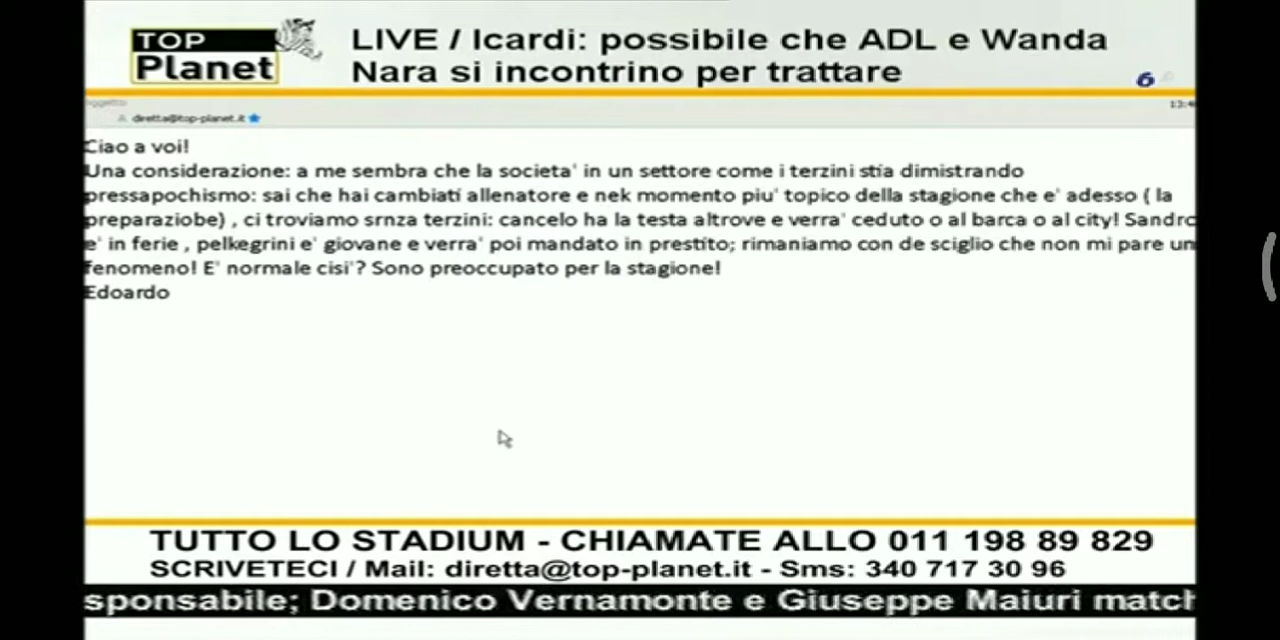 TOP
Planet
LIVE / Icardi: possibile che ADL e Wanda
Nara si incontrino per trattare
6
oggetto
13:4
A diretta@top-planet.it
Ciao a voi!
Una considerazione: a me sembra che la societa' in un settore come i terzini stia dimistrando
pressapochismo: sai che hai cambiati allenatore e nek momento piu' topico della stagione che e' adesso ( la
preparaziobe) , ci troviamo srnza terzini: cancelo ha la testa altrove e verra' ceduto o al barca o al city! Sandro
e' in ferie , pelkegrini e' giovane e verra' poi mandato in prestito; rimaniamo con de sciglio che non mi pare un
fenomeno! E' normale cisi'? Sono preoccupato per la stagione!
Edoardo
TUTTO LO STADIUM - CHIAMATE ALLO 011 198 89 829
SCRIVETECI / Mail: diretta@top-planet.it - Sms: 340 717 30 96
sponsabile; Domenico Vernamonte e Giuseppe Maiuri match